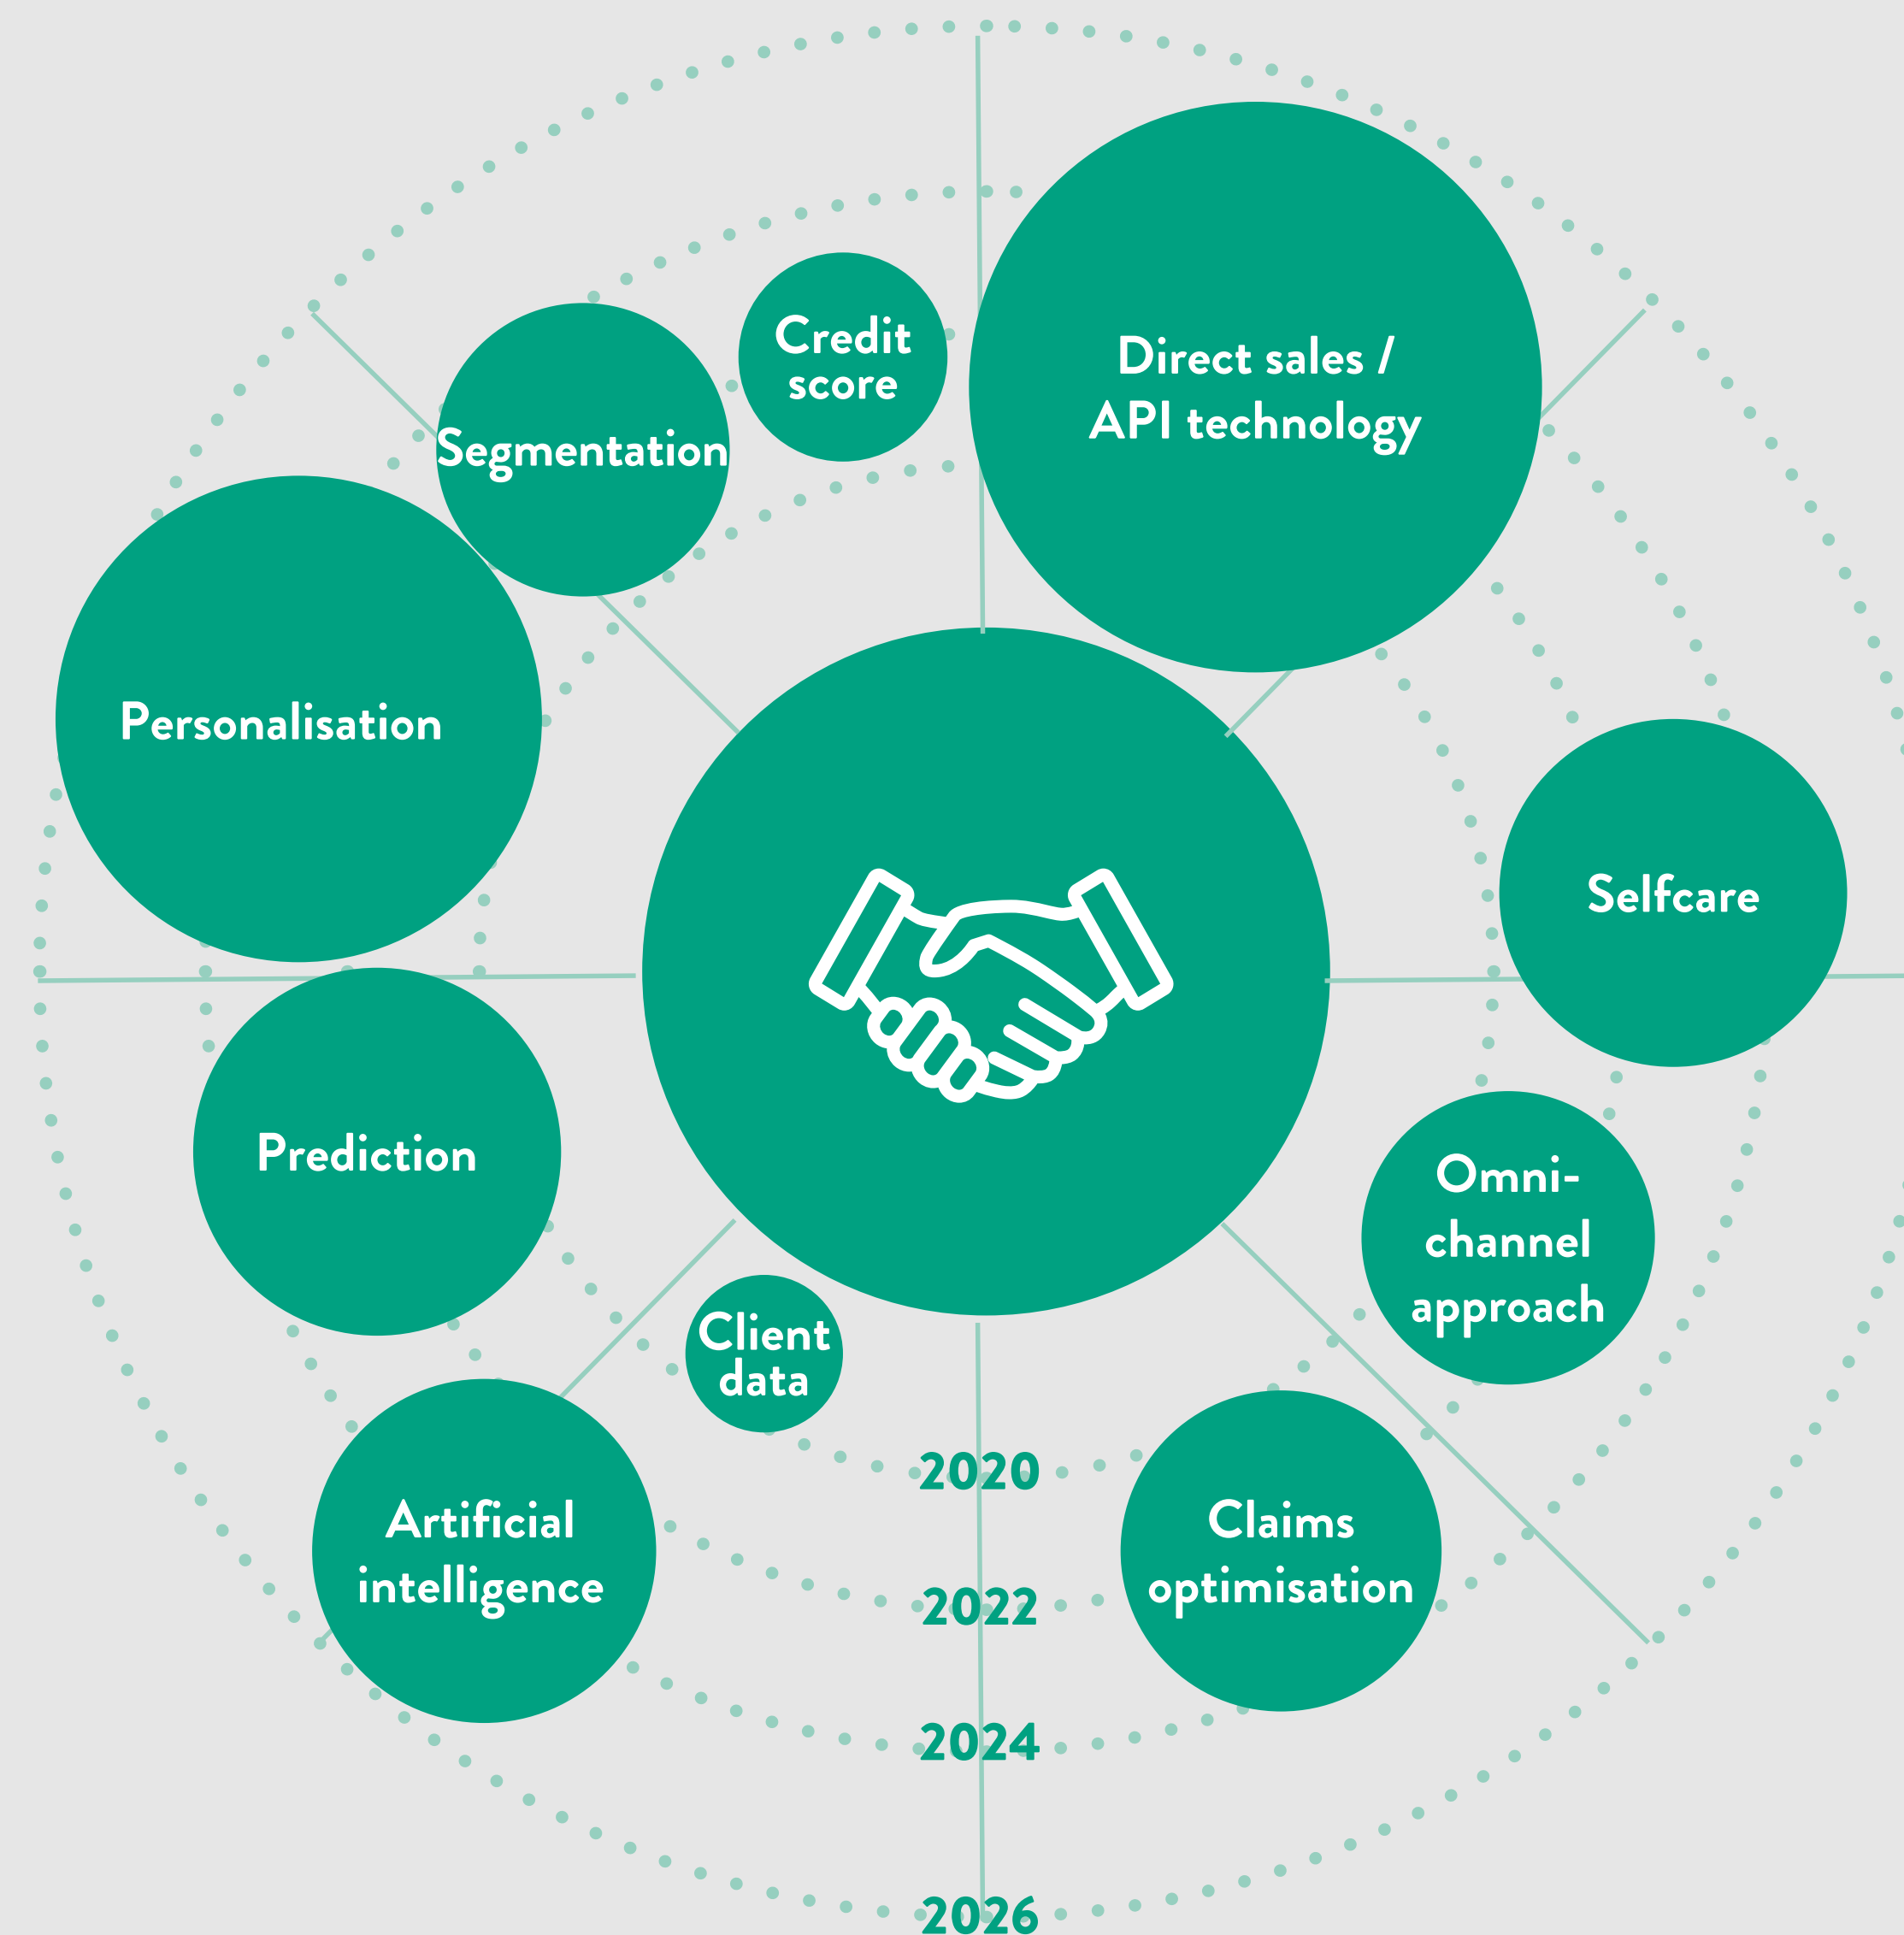 Direct sales /
API technology
Credit
score
Segmentation
Personalisation
Selfcare
Prediction
Omni-
channel
approach
Client
data
Artificial
intelligence
Claims
optimisation
2020
2022
2024
2026